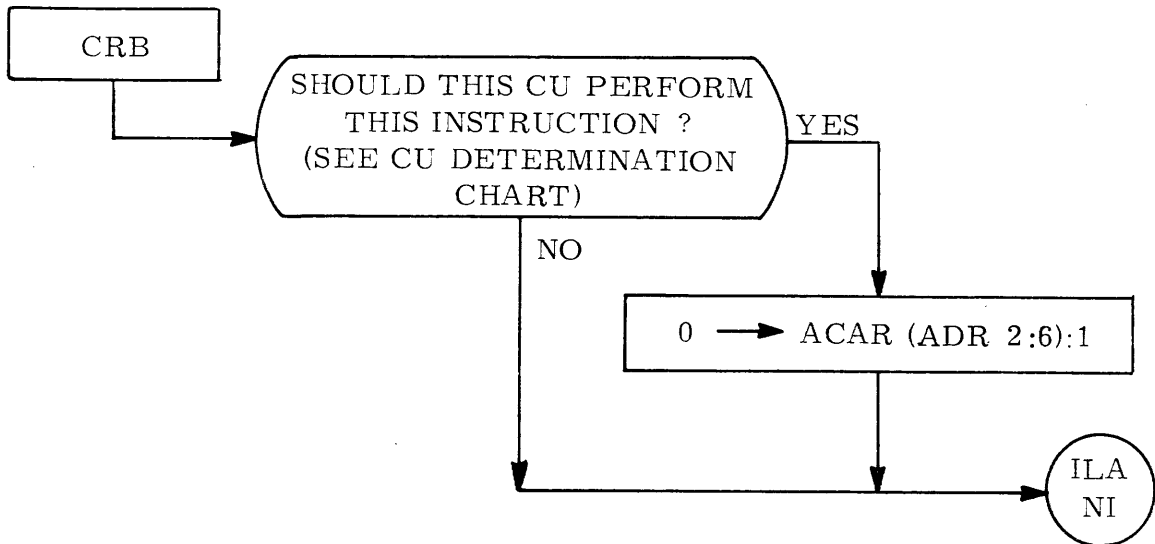 CRB
SHOULD THIS CU PERFORM
THIS INSTRUCTION ?
(SEE CU DETERMINATION
CHART)
YES
NO
0 → ACAR (ADR 2:6):1
ILA
NI